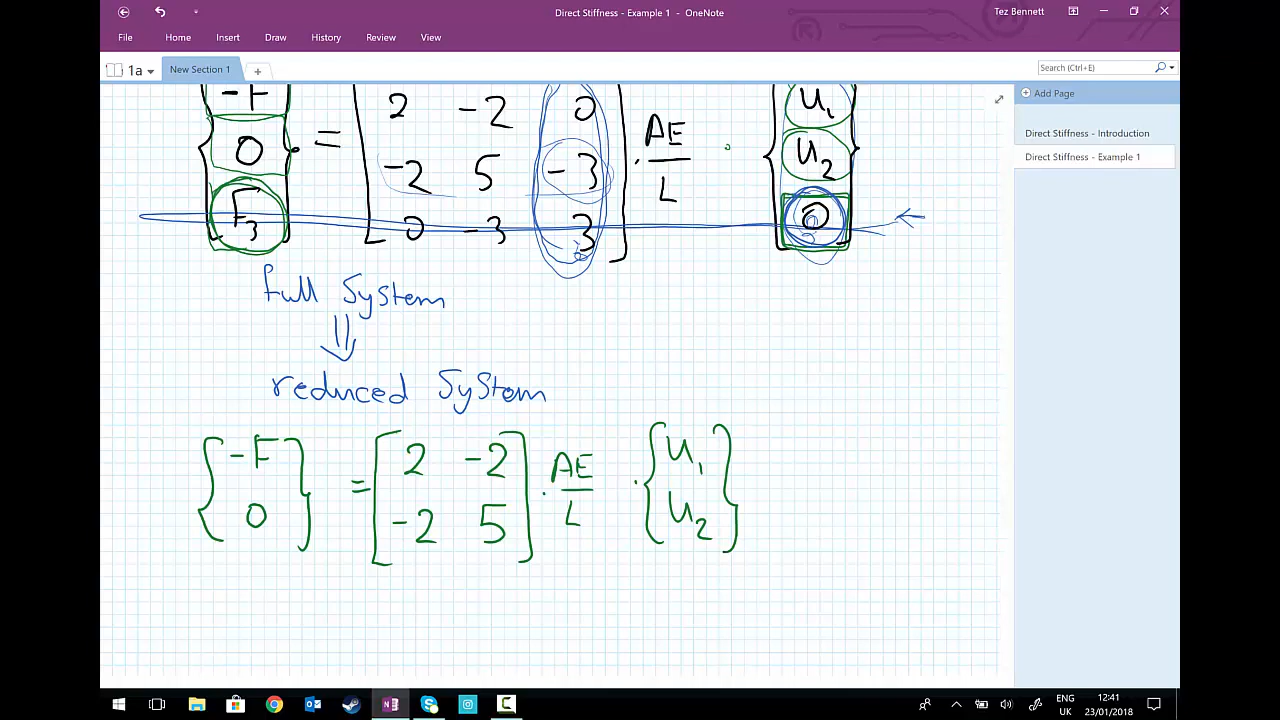 Direct Stiffness - Example 1 - OneNote
Tez Bennett
File Home Insert Draw History Review View
1a
New Section 1
+
Search (Ctrl+E)
Add Page
Direct Stiffness - Introduction
Direct Stiffness - Example 1
-F 2 -2 0 u1
0 = -2 5 -3 · AE/L · u2
F3 0 -3 3 0
full System
⇓
reduced System
{-F [2 -2 {u1
0} = -2 5] · AE/L · u2}
ENG
UK
12:41
23/01/2018